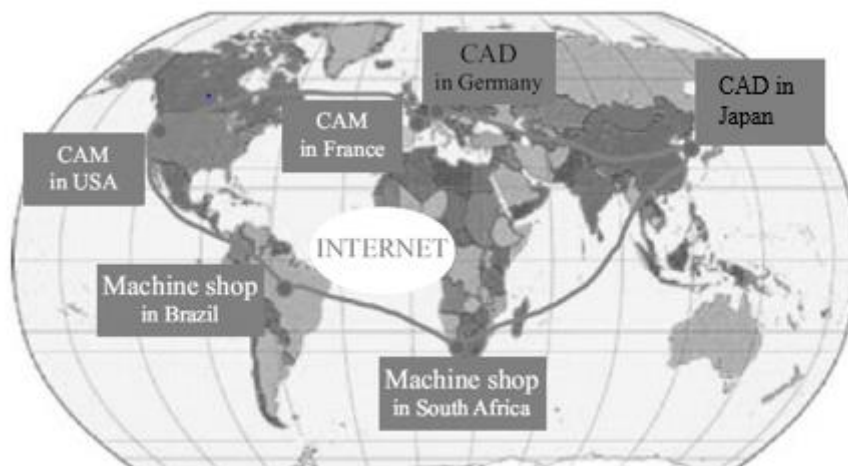 CAD
in Germany
CAD in
Japan
CAM
in France
CAM
in USA
INTERNET
Machine shop
in Brazil
Machine shop
in South Africa